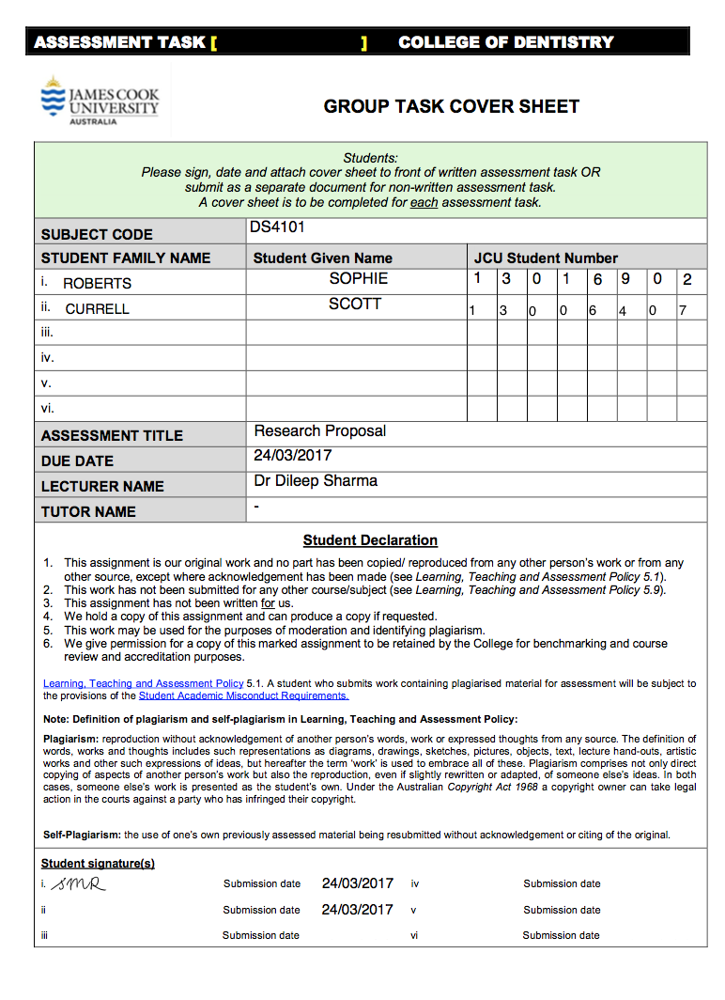 ASSESSMENT TASK [ ] COLLEGE OF DENTISTRY
JAMES COOK
UNIVERSITY
AUSTRALIA
GROUP TASK COVER SHEET
Students:
Please sign, date and attach cover sheet to front of written assessment task OR
submit as a separate document for non-written assessment task.
A cover sheet is to be completed for each assessment task.
SUBJECT CODE DS4101
STUDENT FAMILY NAME Student Given Name JCU Student Number
i. ROBERTS SOPHIE 1 3 0 1 6 9 0 2
ii. CURRELL SCOTT 1 3 0 0 6 4 0 7
iii.
iv.
v.
vi.
ASSESSMENT TITLE Research Proposal
DUE DATE 24/03/2017
LECTURER NAME Dr Dileep Sharma
TUTOR NAME -
Student Declaration
1. This assignment is our original work and no part has been copied/ reproduced from any other person's work or from any
other source, except where acknowledgement has been made (see Learning, Teaching and Assessment Policy 5.1).
2. This work has not been submitted for any other course/subject (see Learning, Teaching and Assessment Policy 5.9).
3. This assignment has not been written for us.
4. We hold a copy of this assignment and can produce a copy if requested.
5. This work may be used for the purposes of moderation and identifying plagiarism.
6. We give permission for a copy of this marked assignment to be retained by the College for benchmarking and course
review and accreditation purposes.
Learning, Teaching and Assessment Policy 5.1. A student who submits work containing plagiarised material for assessment will be subject to
the provisions of the Student Academic Misconduct Requirements.
Note: Definition of plagiarism and self-plagiarism in Learning, Teaching and Assessment Policy:
Plagiarism: reproduction without acknowledgement of another person's words, work or expressed thoughts from any source. The definition of
words, works and thoughts includes such representations as diagrams, drawings, sketches, pictures, objects, text, lecture hand-outs, artistic
works and other such expressions of ideas, but hereafter the term 'work' is used to embrace all of these. Plagiarism comprises not only direct
copying of aspects of another person's work but also the reproduction, even if slightly rewritten or adapted, of someone else's ideas. In both
cases, someone else's work is presented as the student's own. Under the Australian Copyright Act 1968 a copyright owner can take legal
action in the courts against a party who has infringed their copyright.
Self-Plagiarism: the use of one's own previously assessed material being resubmitted without acknowledgement or citing of the original.
Student signature(s)
i. SMR Submission date 24/03/2017 iv Submission date
ii Submission date 24/03/2017 v Submission date
iii Submission date vi Submission date